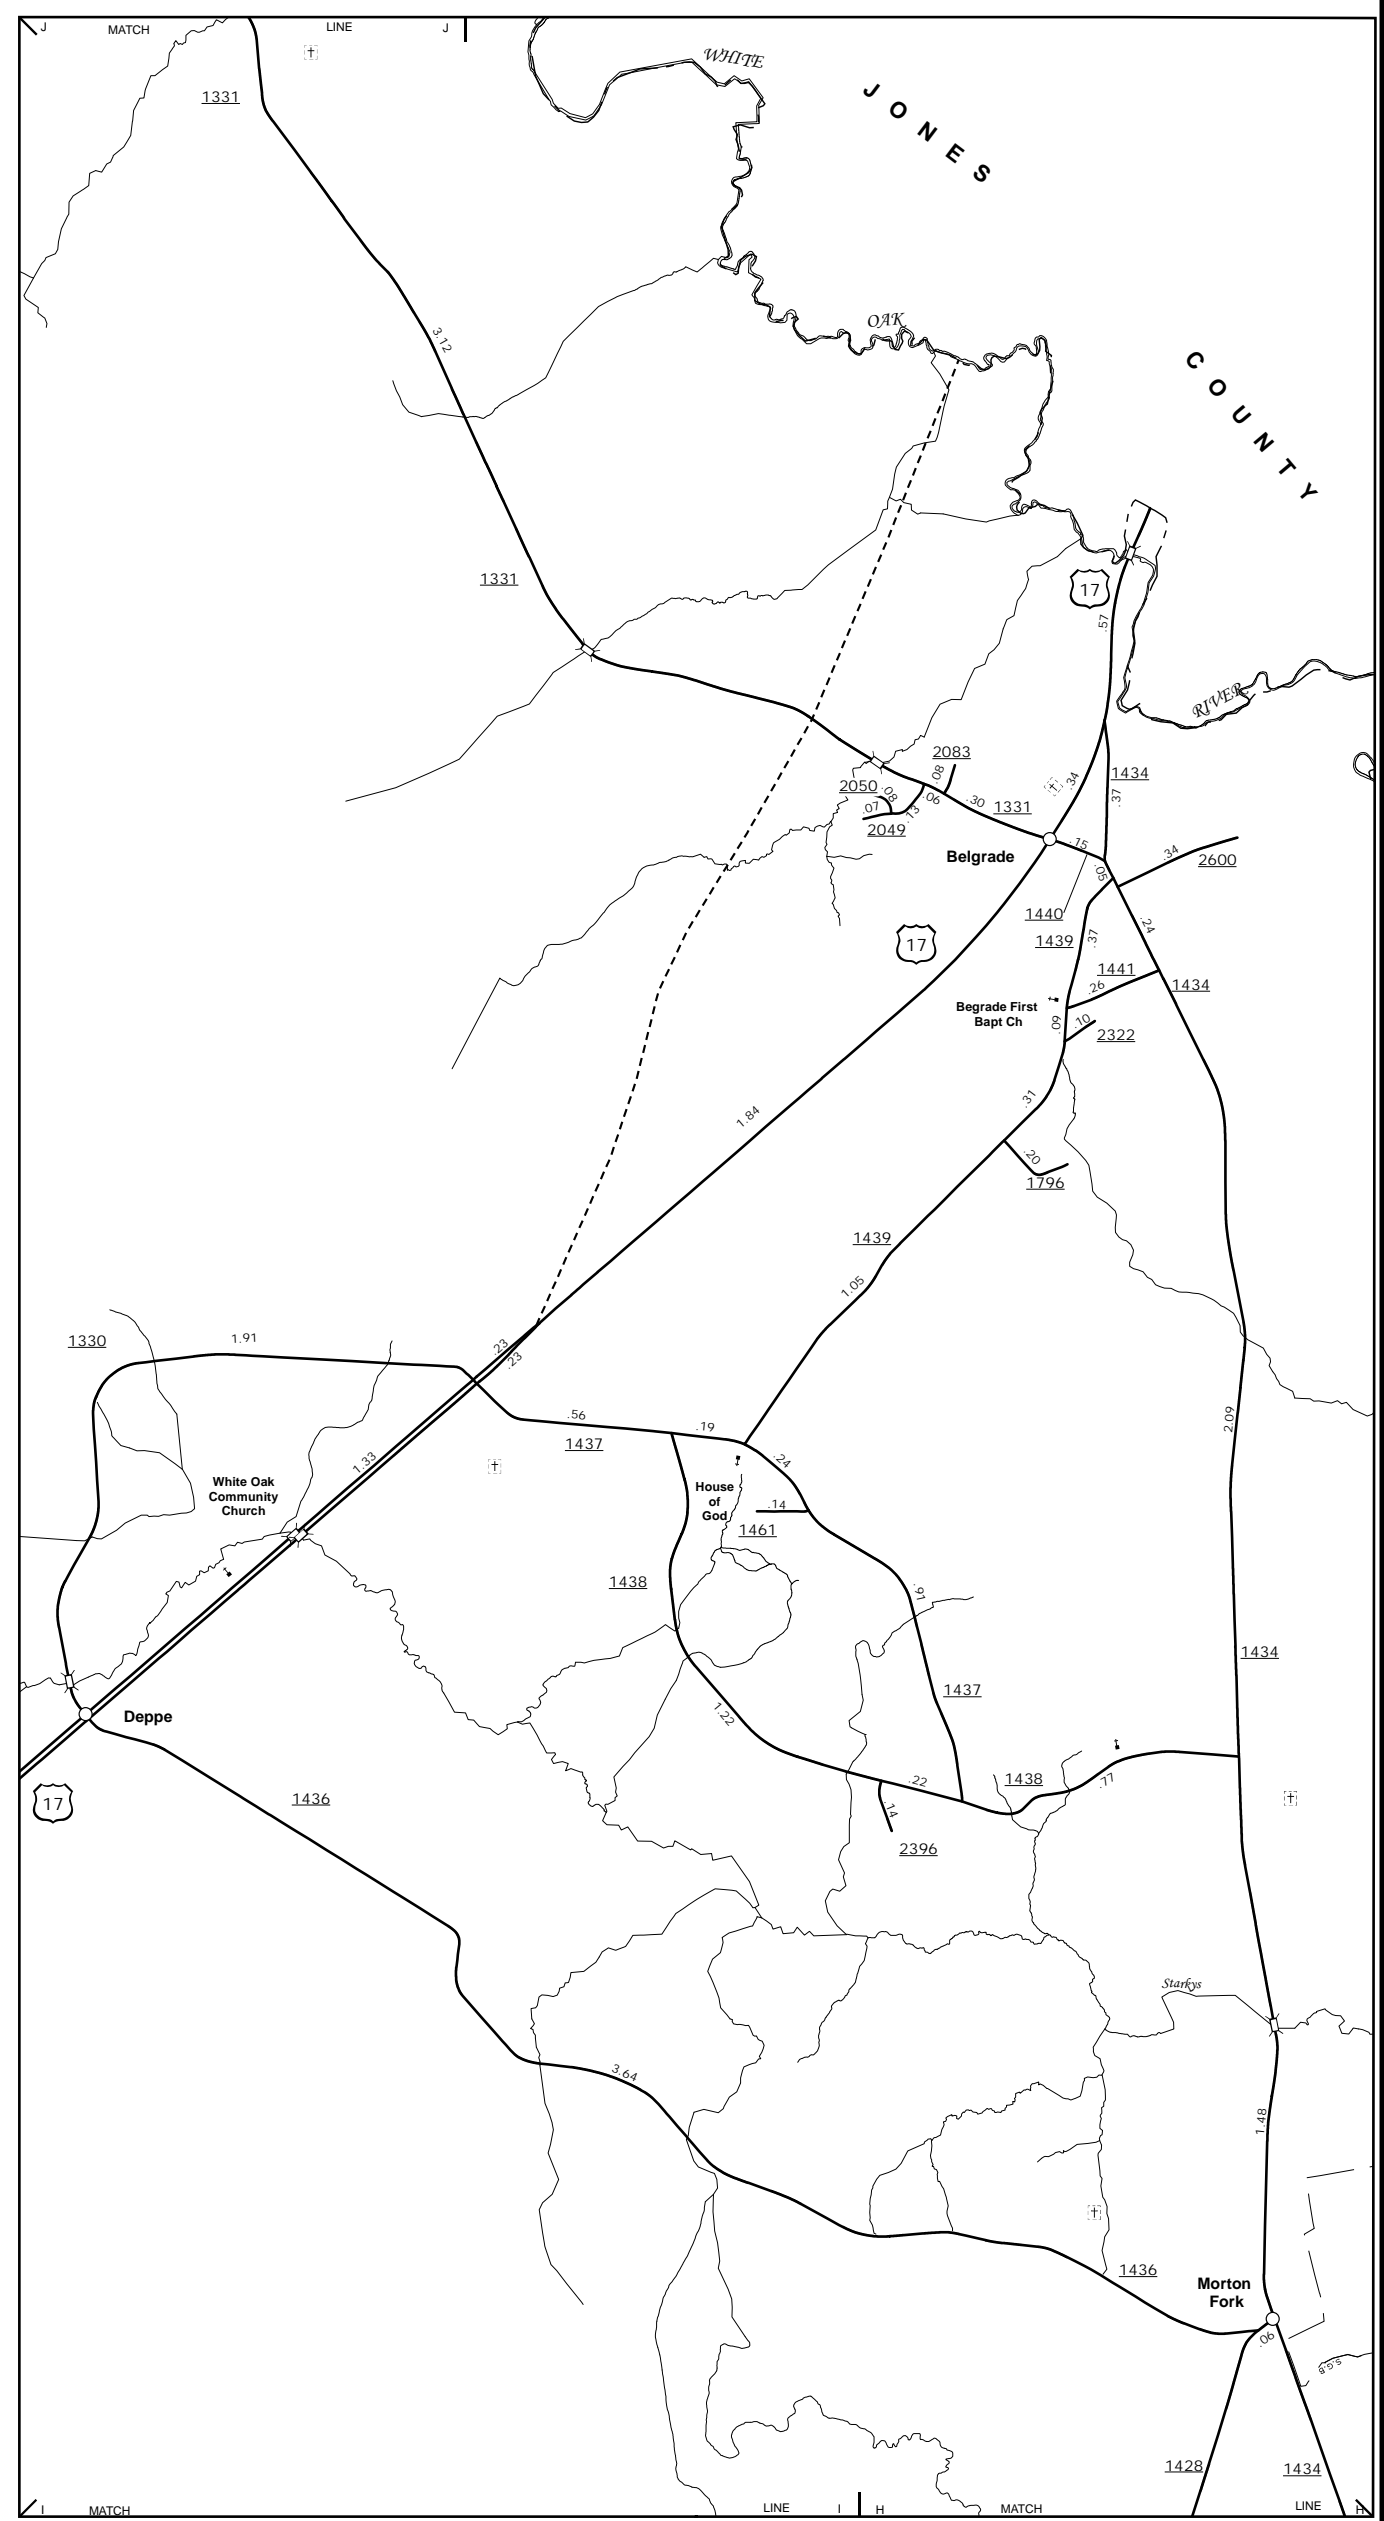 J
MATCH
LINE
J
WHITE
JONES
1331
3.12
OAK
COUNTY
1331
17
.57
RIVER
2083
.08
2050
.08
.06
.07
.13
2049
.30
1331
.34
1434
.37
Belgrade
.15
.05
.34
2600
1440
17
1439
.37
.24
1441
.26
1434
Begrade First
Bapt Ch
.09
.10
2322
.31
1.84
.20
1796
1439
1.05
1330
1.91
.23
.23
2.09
.56
1437
.19
.24
1.33
White Oak
Community
Church
House
of
God
.14
1461
1438
.91
1434
1437
Deppe
1.22
.22
1438
.77
17
1436
.14
2396
Starkys
3.64
1.48
1436
Morton
Fork
.06
S.G.B
1428
1434
I
MATCH
LINE
I
H
MATCH
LINE
H